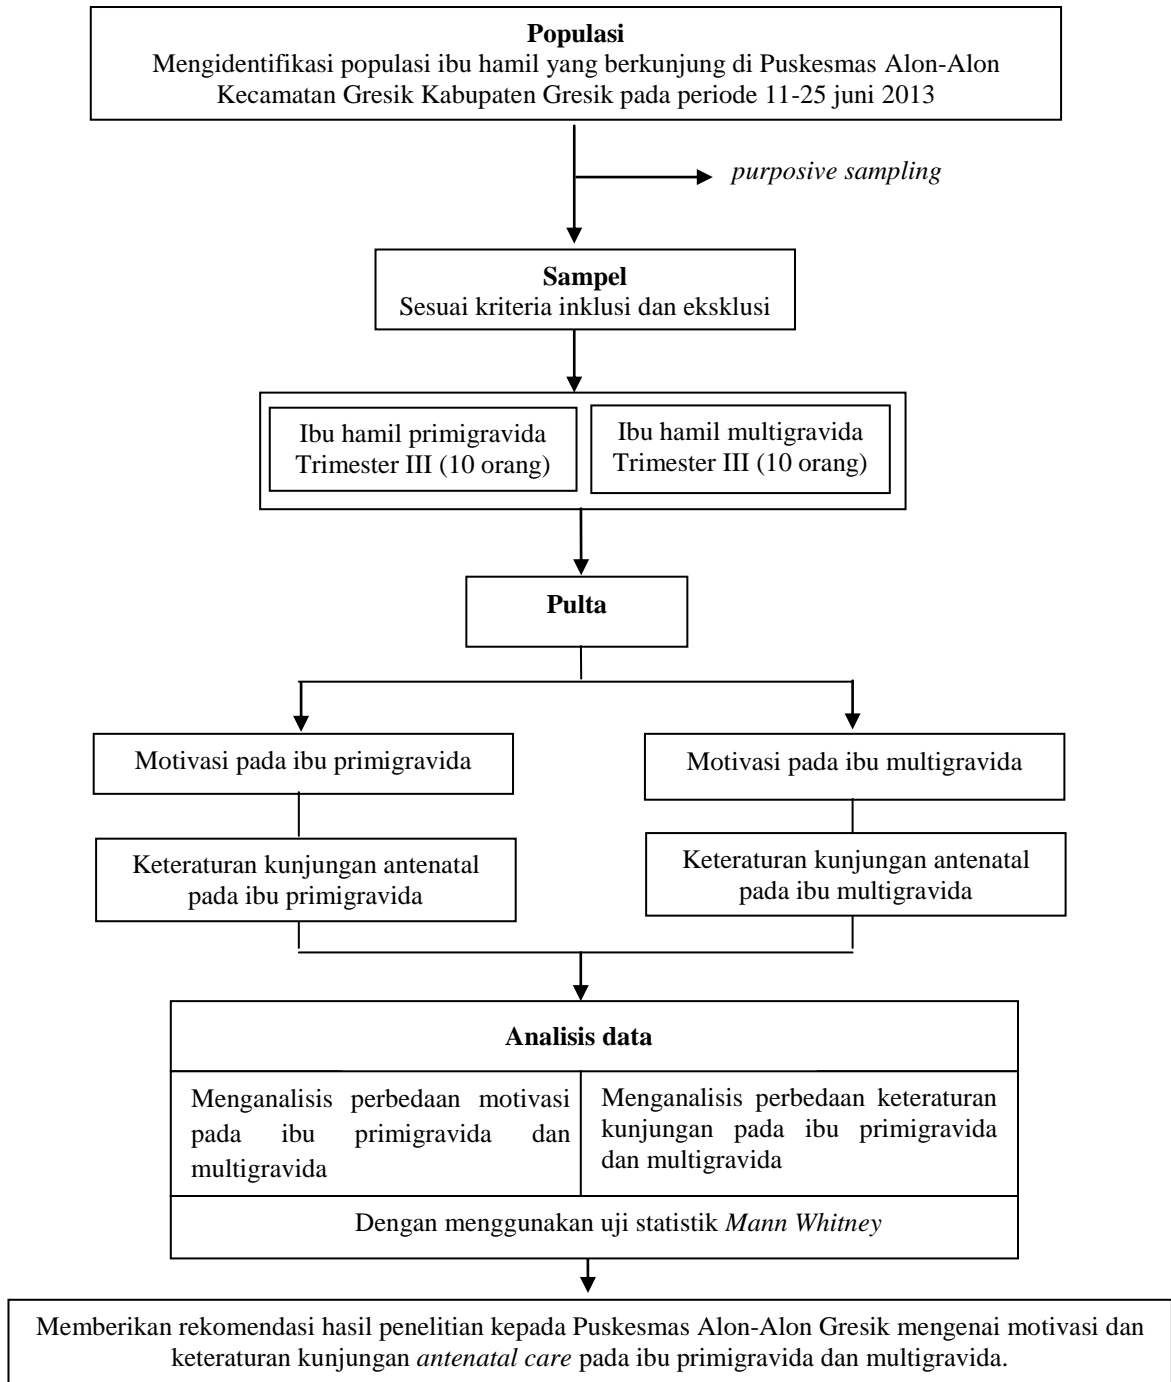 Populasi
Mengidentifikasi populasi ibu hamil yang berkunjung di Puskesmas Alon-Alon
Kecamatan Gresik Kabupaten Gresik pada periode 11-25 juni 2013
purposive sampling
Sampel
Sesuai kriteria inklusi dan eksklusi
Ibu hamil primigravida
Trimester III (10 orang)
Ibu hamil multigravida
Trimester III (10 orang)
Pulta
Motivasi pada ibu primigravida
Motivasi pada ibu multigravida
Keteraturan kunjungan antenatal
pada ibu primigravida
Keteraturan kunjungan antenatal
pada ibu multigravida
Analisis data
Menganalisis perbedaan motivasi
pada ibu primigravida dan
multigravida
Menganalisis perbedaan keteraturan
kunjungan pada ibu primigravida
dan multigravida
Dengan menggunakan uji statistik Mann Whitney
Memberikan rekomendasi hasil penelitian kepada Puskesmas Alon-Alon Gresik mengenai motivasi dan
keteraturan kunjungan antenatal care pada ibu primigravida dan multigravida.